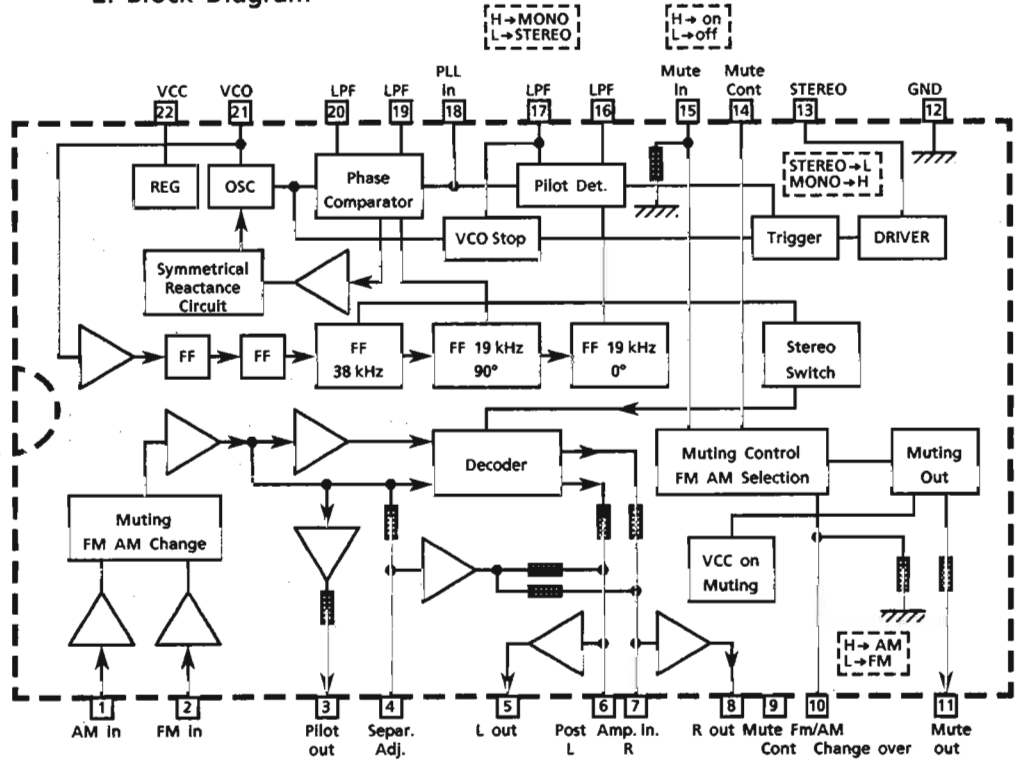 2. Block Diagram
H→MONO
L→STEREO
H→on
L→off
VCC
VCO
LPF
LPF
PLL
in
LPF
LPF
Mute
In
Mute
Cont
STEREO
GND
22
21
20
19
18
17
16
15
14
13
12
REG
OSC
Phase
Comparator
Pilot Det.
STEREO→L
MONO→H
VCO Stop
Trigger
DRIVER
Symmetrical
Reactance
Circuit
FF
FF
FF
38 kHz
FF 19 kHz
90°
FF 19 kHz
0°
Stereo
Switch
Decoder
Muting Control
FM AM Selection
Muting
Out
Muting
FM AM Change
VCC on
Muting
H→AM
L→FM
1
2
3
4
5
6
7
8
9
10
11
AM in
FM in
Pilot
out
Separ.
Adj.
L out
Post Amp. in.
L R
R out
Mute
Cont
Fm/AM
Change over
Mute
out